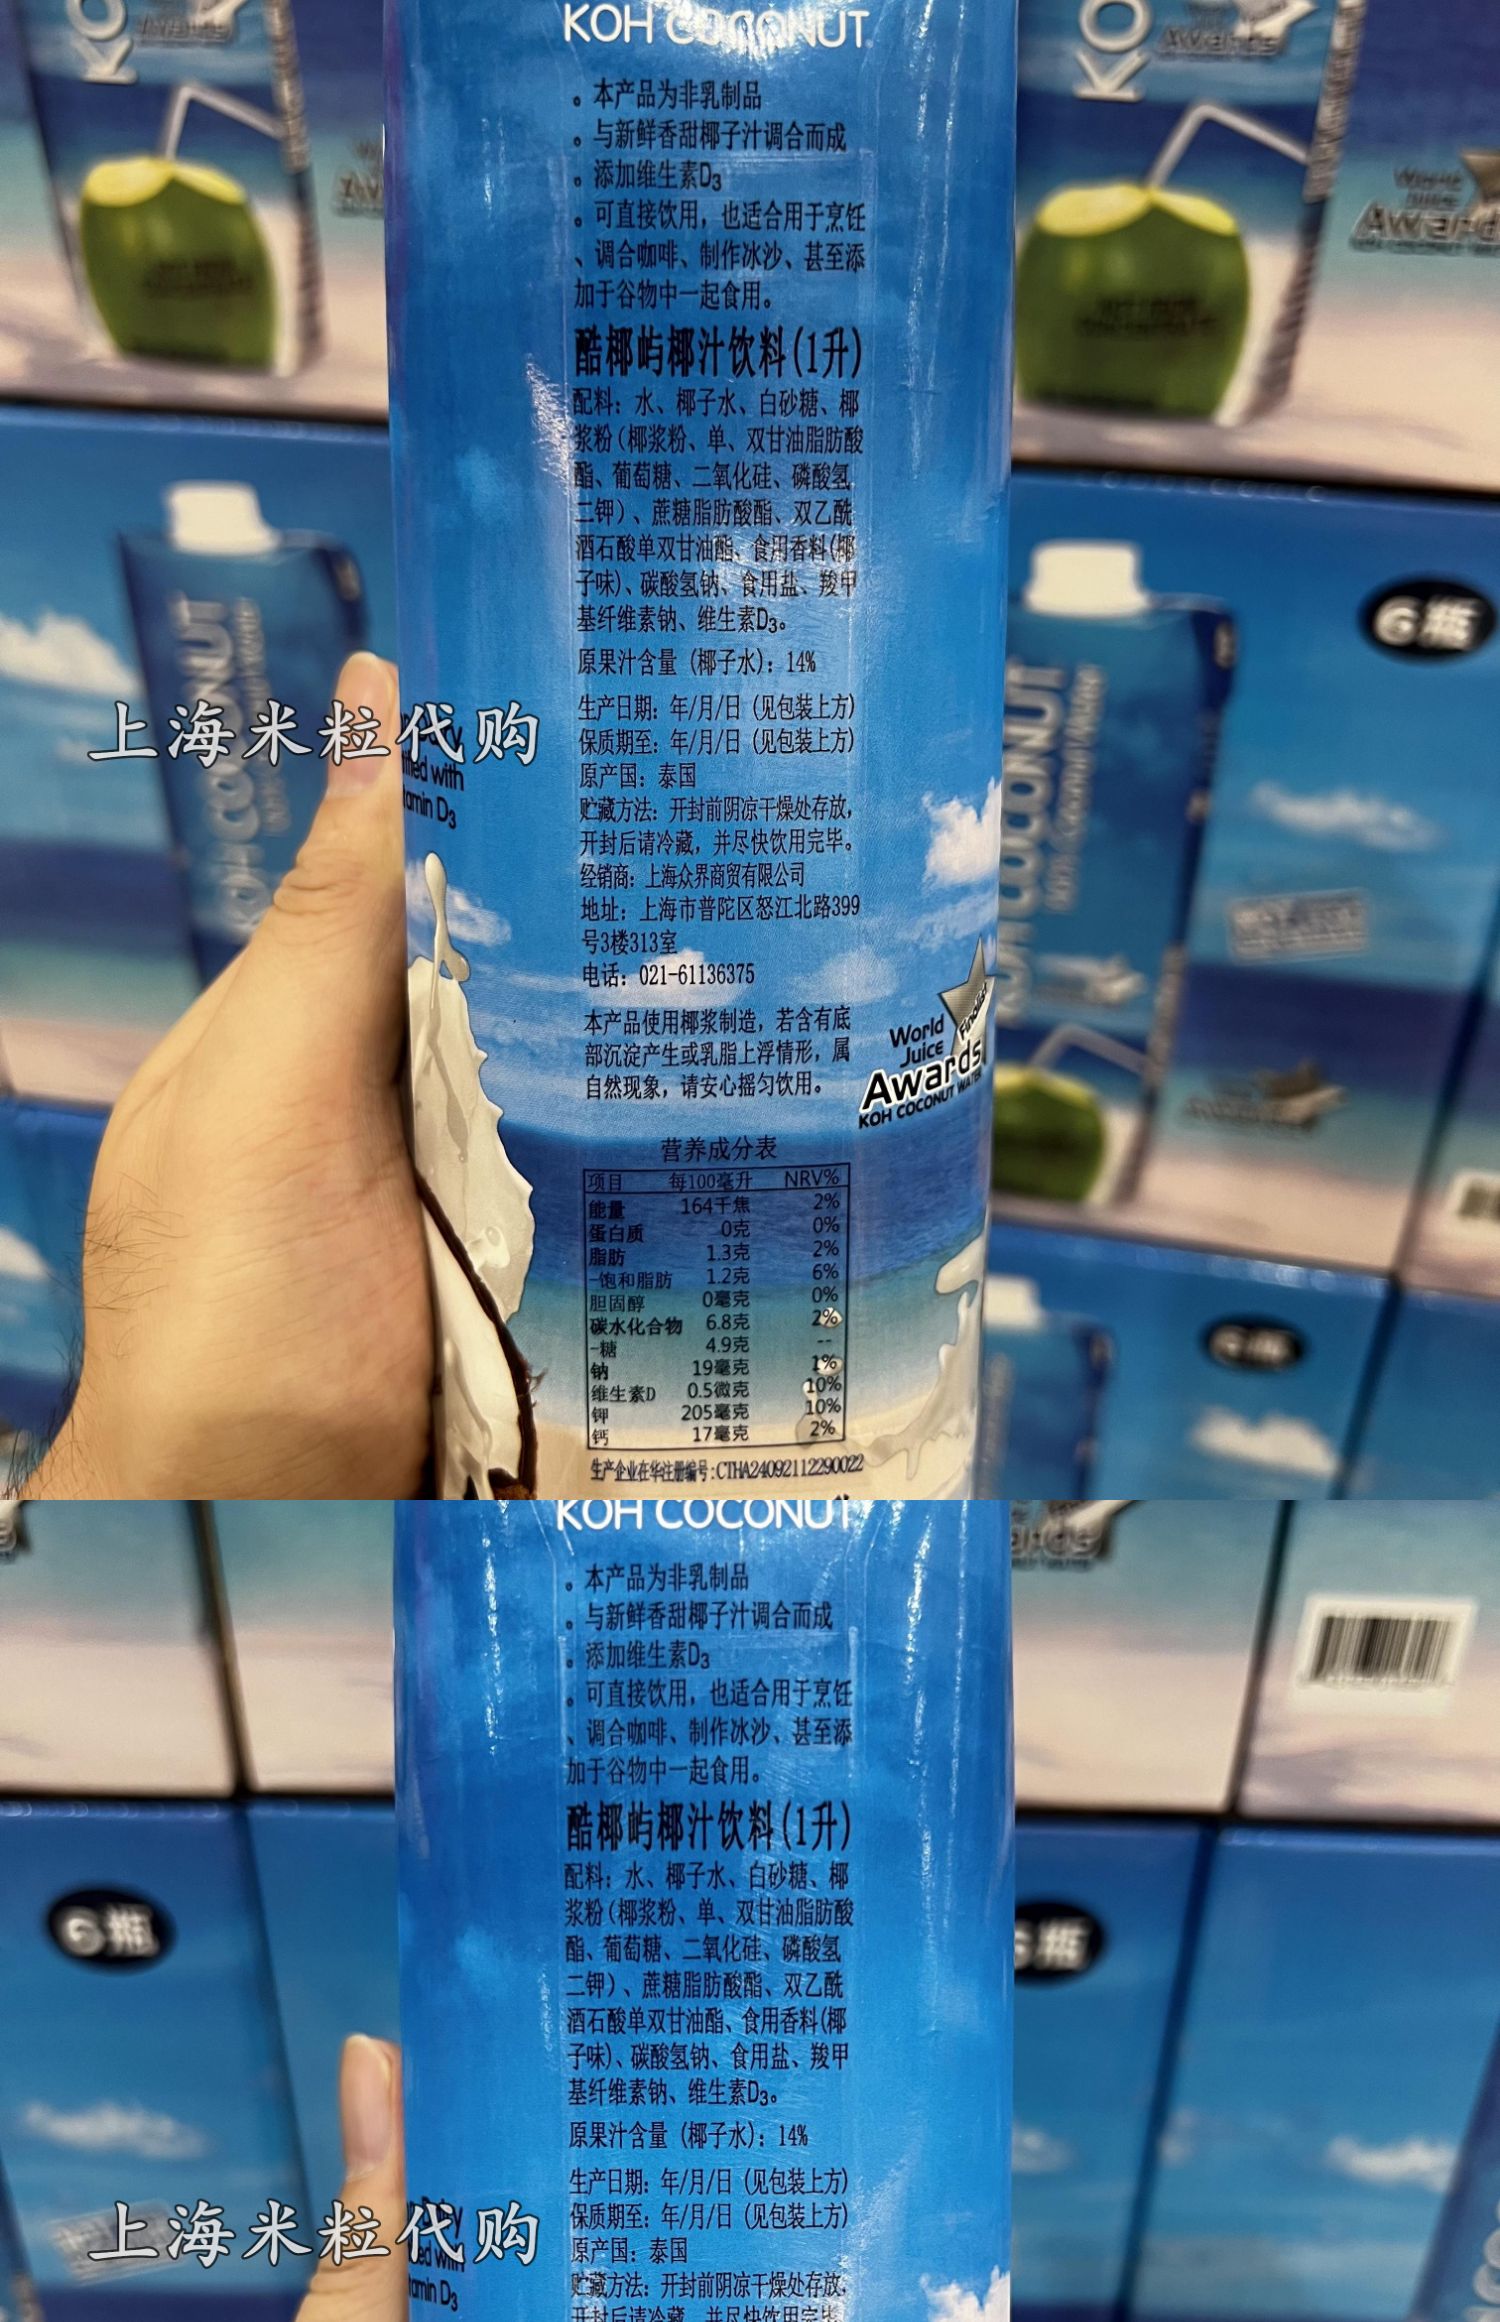 KOH COCONUT
。本产品为非乳制品
。与新鲜香甜椰子汁调合而成
。添加维生素D₃
。可直接饮用，也适合用于烹饪
、调合咖啡、制作冰沙、甚至添
加于谷物中一起食用。
酷椰屿椰汁饮料(1升)
配料：水、椰子水、白砂糖、椰
浆粉（椰浆粉、单、双甘油脂肪酸
酯、葡萄糖、二氧化硅、磷酸氢
二钾）、蔗糖脂肪酸酯、双乙酰
酒石酸单双甘油酯、食用香料(椰
子味)、碳酸氢钠、食用盐、羧甲
基纤维素钠、维生素D₃。
原果汁含量（椰子水）：14%
生产日期：年/月/日（见包装上方）
保质期至：年/月/日（见包装上方）
原产国：泰国
贮藏方法：开封前阴凉干燥处存放，
开封后请冷藏，并尽快饮用完毕。
经销商：上海众界商贸有限公司
地址：上海市普陀区怒江北路399
号3楼313室
电话：021-61136375
本产品使用椰浆制造，若含有底
部沉淀产生或乳脂上浮情形，属
自然现象，请安心摇匀饮用。
World
Juice
Awards
Finalist
KOH COCONUT WATER
营养成分表
项目 每100毫升 NRV%
能量 164千焦 2%
蛋白质 0克 0%
脂肪 1.3克 2%
-饱和脂肪 1.2克 6%
胆固醇 0毫克 0%
碳水化合物 6.8克 2%
-糖 4.9克 --
钠 19毫克 1%
维生素D 0.5微克 10%
钾 205毫克 10%
钙 17毫克 2%
生产企业在华注册编号:CTHA24092112290022
with
D₃
上海米粒代购
KO
Awards
KO
Awards
World
Juice
Awards
KOH COCONUT
KOH COCONUT
6瓶
6瓶
KOH COCONUT
。本产品为非乳制品
。与新鲜香甜椰子汁调合而成
。添加维生素D₃
。可直接饮用，也适合用于烹饪
、调合咖啡、制作冰沙、甚至添
加于谷物中一起食用。
酷椰屿椰汁饮料(1升)
配料：水、椰子水、白砂糖、椰
浆粉（椰浆粉、单、双甘油脂肪酸
酯、葡萄糖、二氧化硅、磷酸氢
二钾）、蔗糖脂肪酸酯、双乙酰
酒石酸单双甘油酯、食用香料(椰
子味)、碳酸氢钠、食用盐、羧甲
基纤维素钠、维生素D₃。
原果汁含量（椰子水）：14%
生产日期：年/月/日（见包装上方）
保质期至：年/月/日（见包装上方）
原产国：泰国
贮藏方法：开封前阴凉干燥处存放，
开封后请冷藏，并尽快饮用完毕
D₃
上海米粒代购
6瓶
6瓶